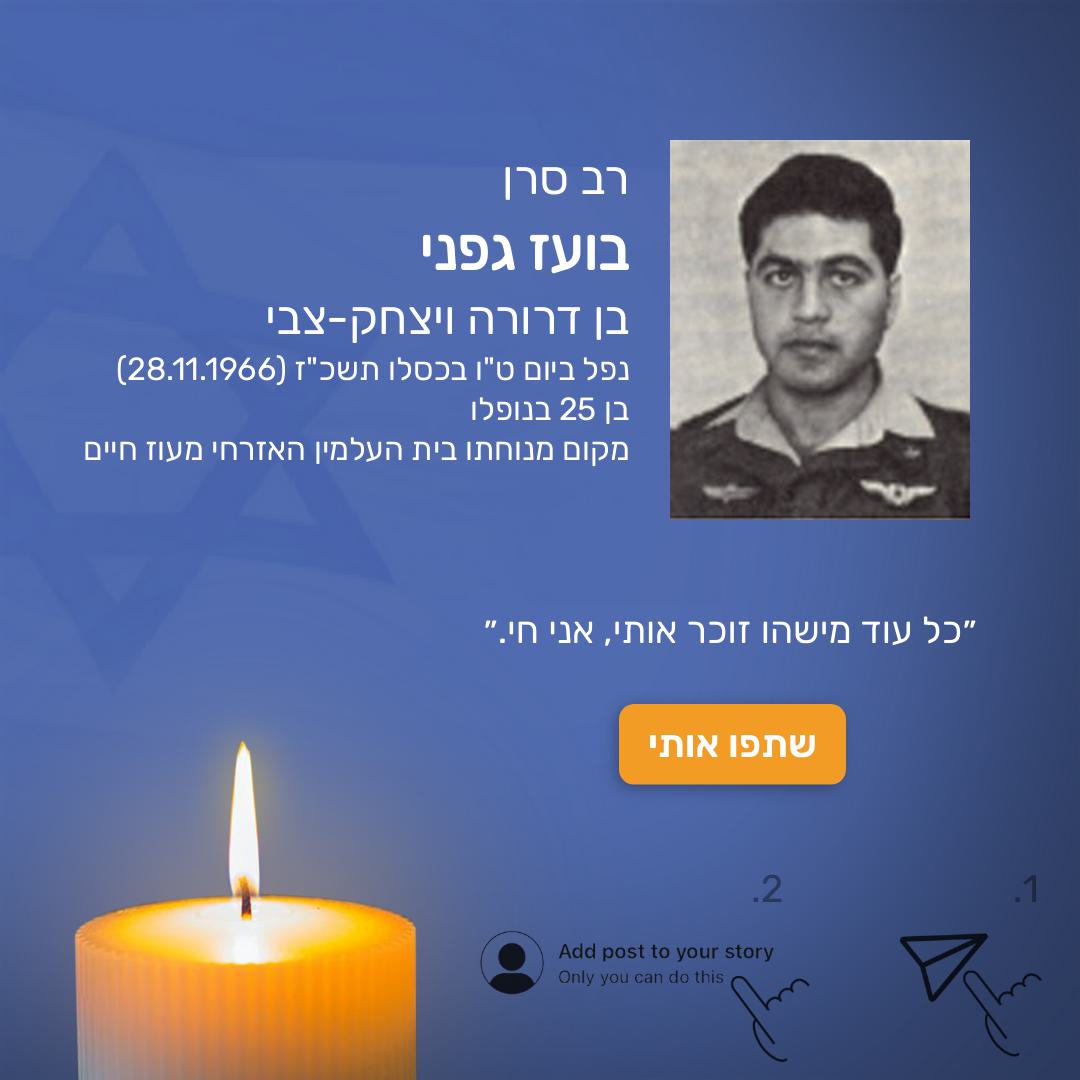 רב סרן
בועז גפני
בן דרורה ויצחק-צבי
נפל ביום ט"ו בכסלו תשכ"ז (28.11.1966)
בן 25 בנופלו
מקום מנוחתו בית העלמין האזרחי מעוז חיים
״כל עוד מישהו זוכר אותי, אני חי.״
שתפו אותי
1.
2.
Add post to your story
Only you can do this